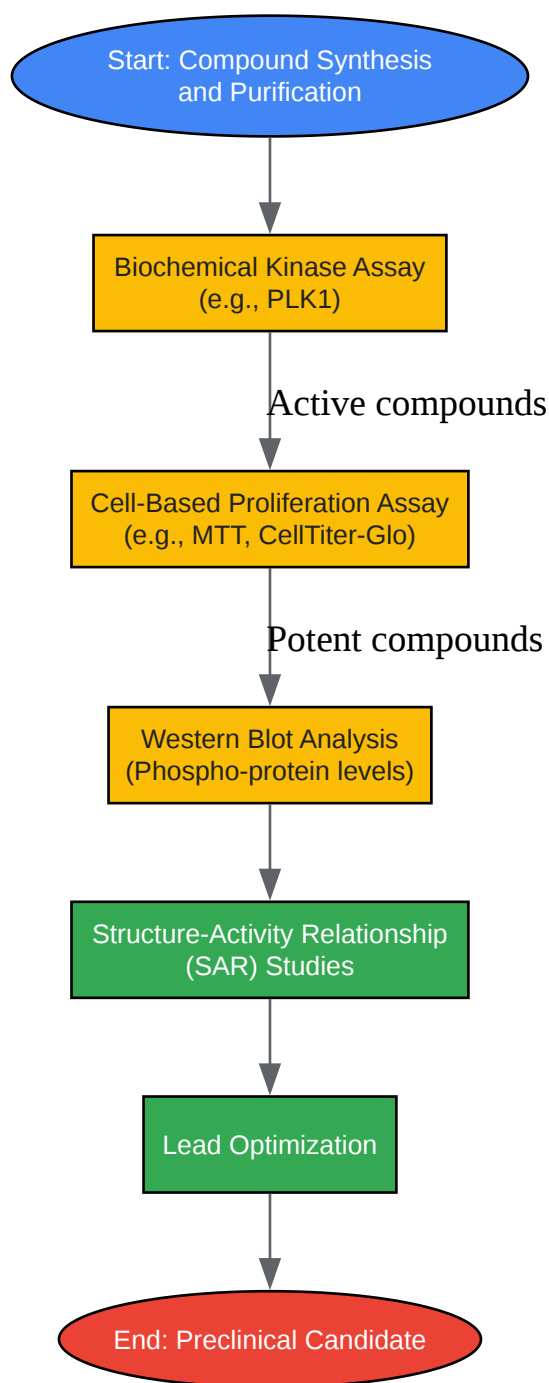 Start: Compound Synthesis
and Purification
Biochemical Kinase Assay
(e.g., PLK1)
Active compounds
Cell-Based Proliferation Assay
(e.g., MTT, CellTiter-Glo)
Potent compounds
Western Blot Analysis
(Phospho-protein levels)
Structure-Activity Relationship
(SAR) Studies
Lead Optimization
End: Preclinical Candidate